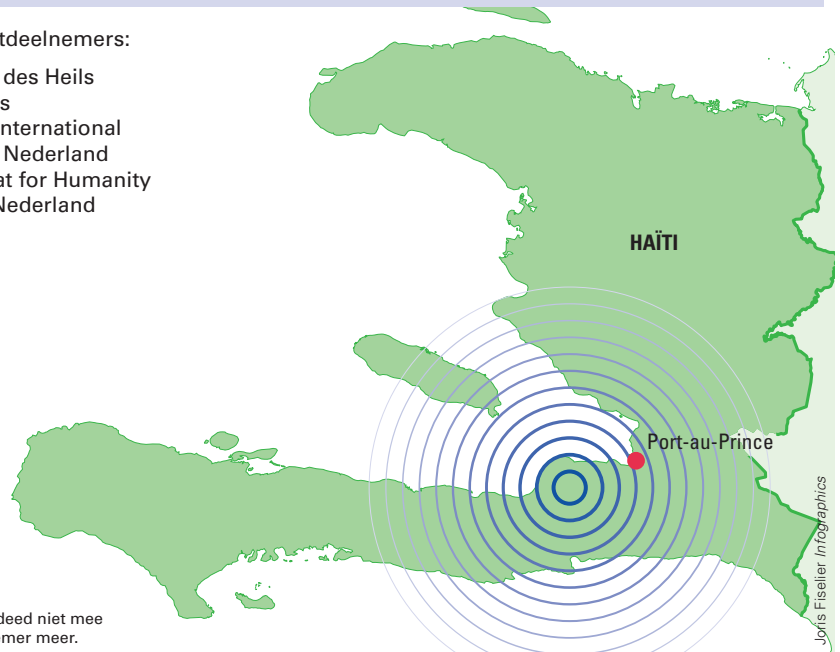 tdeelnemers:
des Heils
s
nternational
Nederland
at for Humanity
Nederland
HAÏTI
Port-au-Prince
deed niet mee
emer meer.
Joris Fiselier Infographics